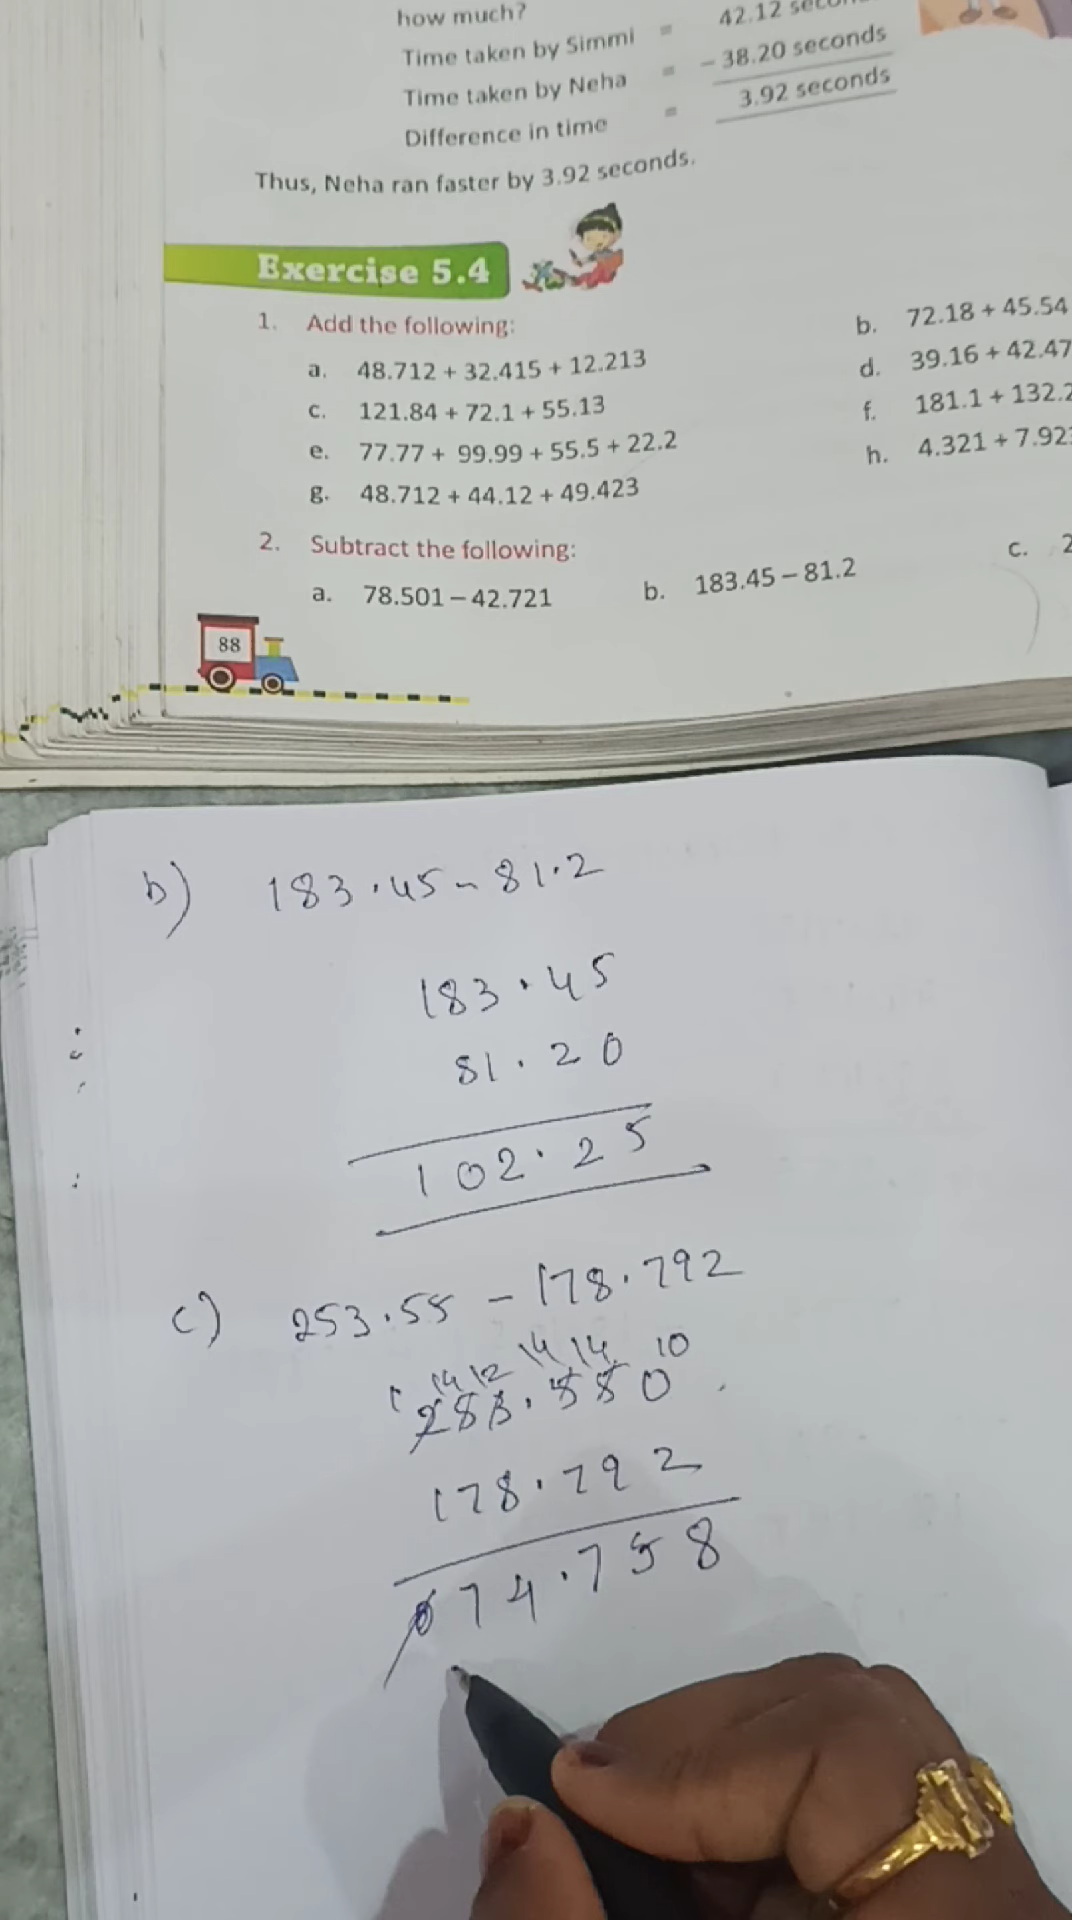 how much?
Time taken by Simmi = 42.12
Time taken by Neha = – 38.20 seconds
Difference in time = 3.92 seconds
Thus, Neha ran faster by 3.92 seconds.
Exercise 5.4
1. Add the following:
a. 48.712 + 32.415 + 12.213 b. 72.18 + 45.54
c. 121.84 + 72.1 + 55.13 d. 39.16 + 42.47
e. 77.77 + 99.99 + 55.5 + 22.2 f. 181.1 + 132.2
g. 48.712 + 44.12 + 49.423 h. 4.321 + 7.92
2. Subtract the following:
a. 78.501 – 42.721 b. 183.45 – 81.2 c. 2
88
b) 183.45 - 81.2
183.45
81.20
102.25
c) 253.55 - 178.792
1 14 12 14 14 10
253.550
178.792
074.758